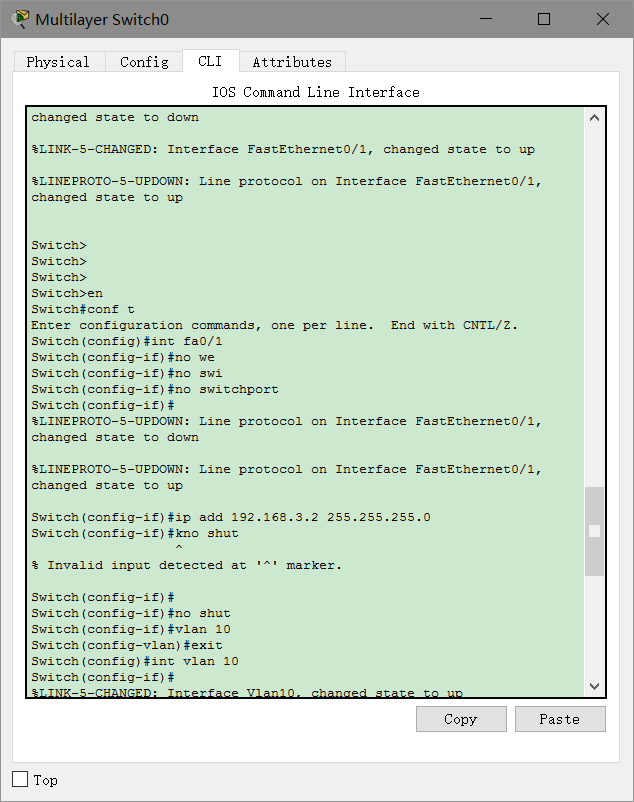 Multilayer Switch0
Physical Config CLI Attributes
IOS Command Line Interface
changed state to down
%LINK-5-CHANGED: Interface FastEthernet0/1, changed state to up
%LINEPROTO-5-UPDOWN: Line protocol on Interface FastEthernet0/1,
changed state to up
Switch>
Switch>
Switch>
Switch>en
Switch#conf t
Enter configuration commands, one per line.  End with CNTL/Z.
Switch(config)#int fa0/1
Switch(config-if)#no we
Switch(config-if)#no swi
Switch(config-if)#no switchport
Switch(config-if)#
%LINEPROTO-5-UPDOWN: Line protocol on Interface FastEthernet0/1,
changed state to down
%LINEPROTO-5-UPDOWN: Line protocol on Interface FastEthernet0/1,
changed state to up
Switch(config-if)#ip add 192.168.3.2 255.255.255.0
Switch(config-if)#kno shut
^
% Invalid input detected at '^' marker.
Switch(config-if)#
Switch(config-if)#no shut
Switch(config-if)#vlan 10
Switch(config-vlan)#exit
Switch(config)#int vlan 10
Switch(config-if)#
%LINK-5-CHANGED: Interface Vlan10, changed state to up
Copy Paste
Top